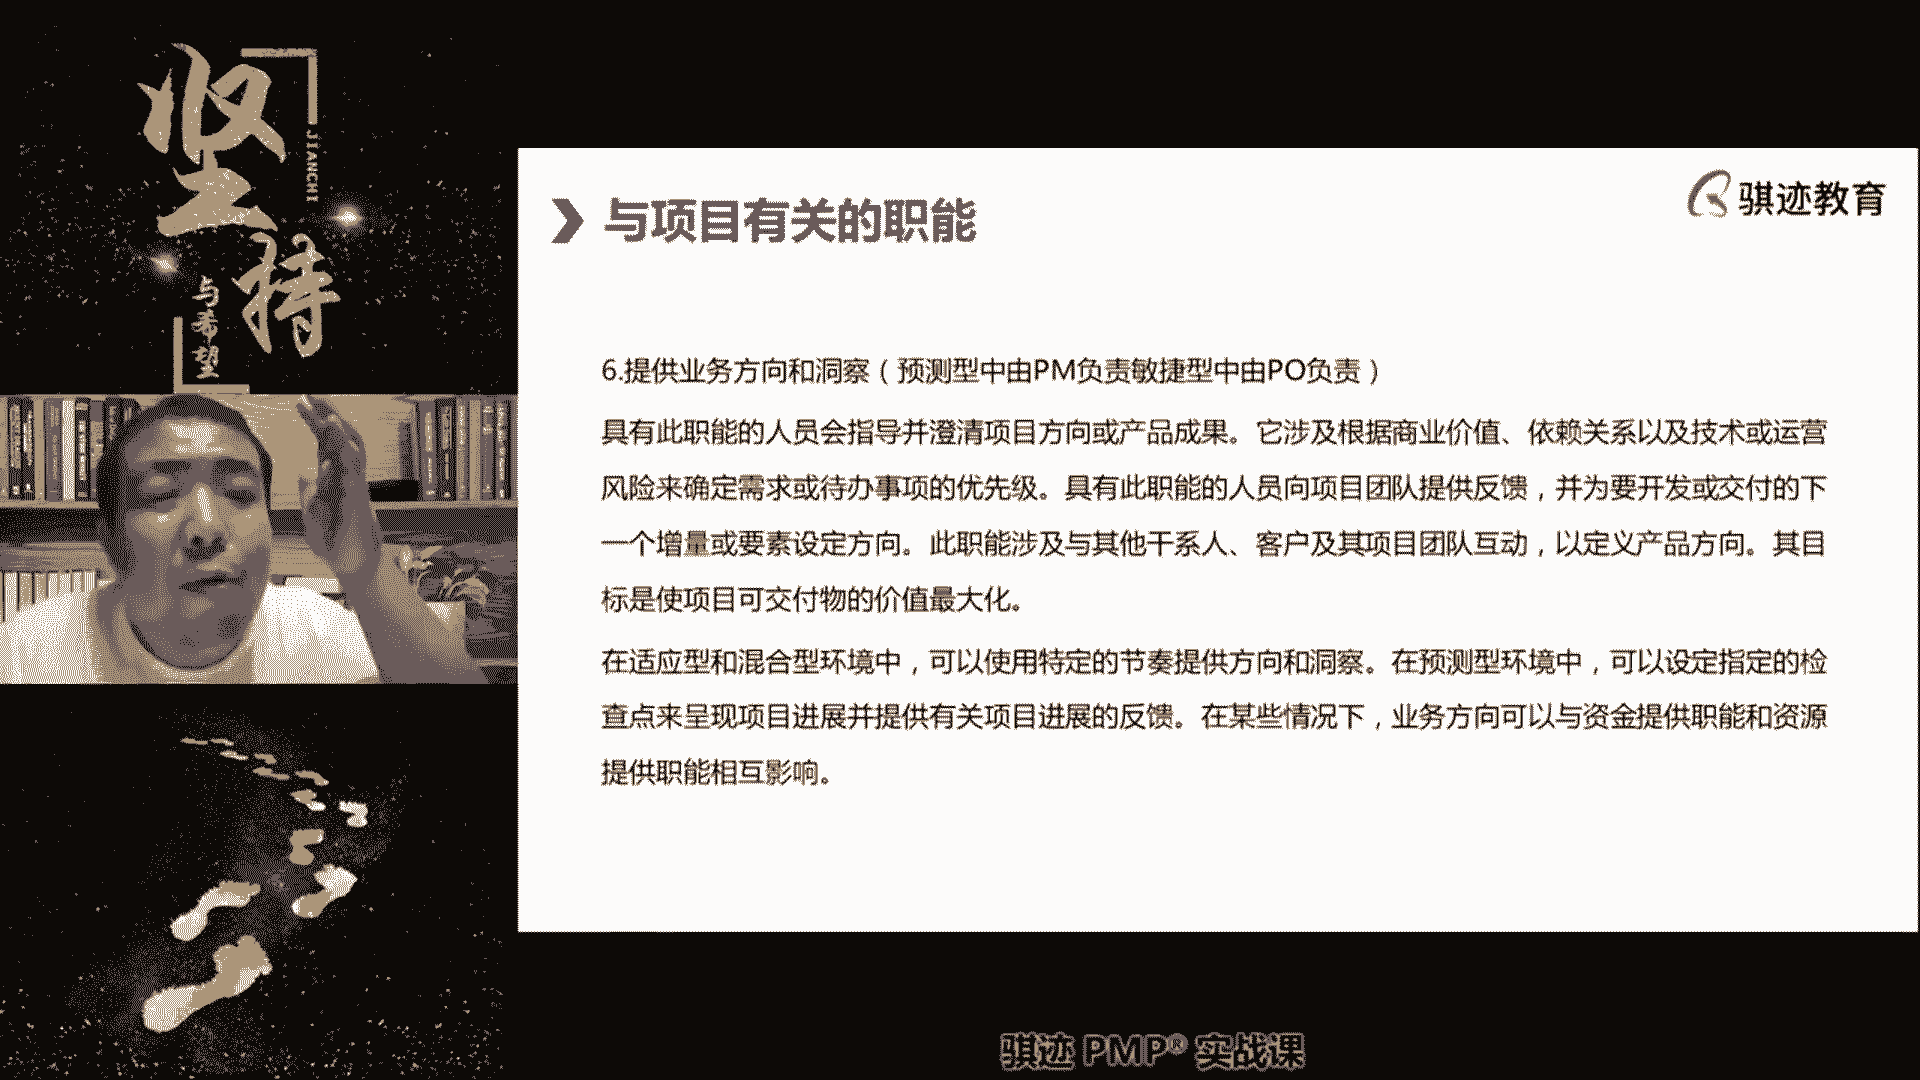 坚持
JIANCHI
与希望
骐迹教育
与项目有关的职能
6.提供业务方向和洞察（预测型中由PM负责敏捷型中由PO负责）
具有此职能的人员会指导并澄清项目方向或产品成果。它涉及根据商业价值、依赖关系以及技术或运营
风险来确定需求或待办事项的优先级。具有此职能的人员向项目团队提供反馈，并为要开发或交付的下
一个增量或要素设定方向。此职能涉及与其他干系人、客户及其项目团队互动，以定义产品方向。其目
标是使项目可交付物的价值最大化。
在适应型和混合型环境中，可以使用特定的节奏提供方向和洞察。在预测型环境中，可以设定指定的检
查点来呈现项目进展并提供有关项目进展的反馈。在某些情况下，业务方向可以与资金提供职能和资源
提供职能相互影响。
骐迹 PMP® 实战课